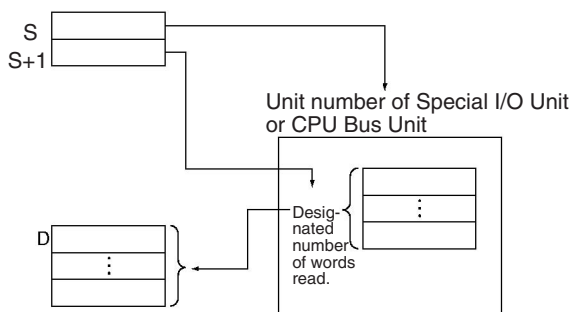 S
S+1
Unit number of Special I/O Unit
or CPU Bus Unit
Desig-
nated
number
of words
read.
D